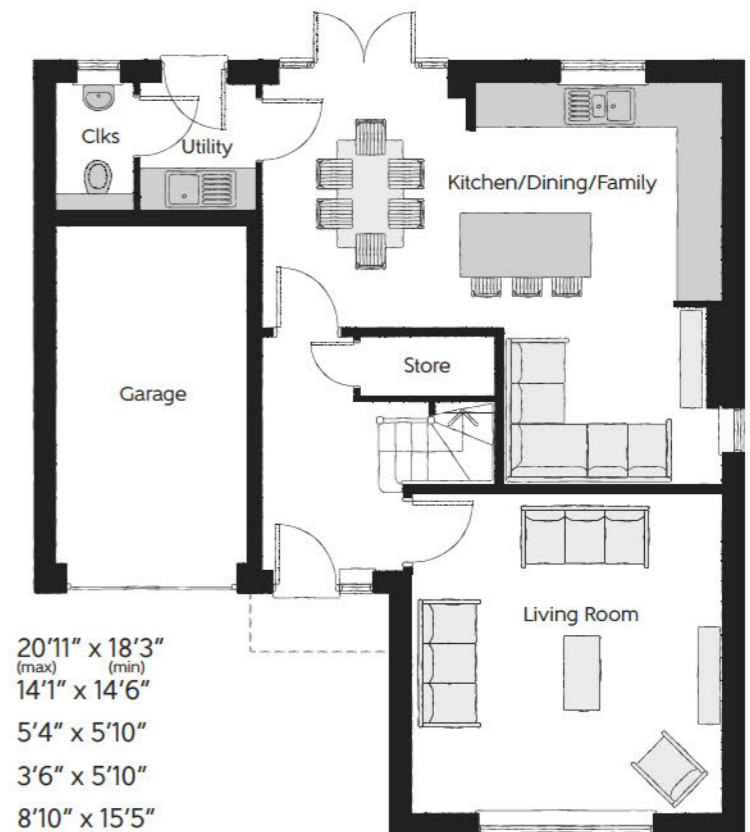 Clks
Utility
Kitchen/Dining/Family
Garage
Store
Living Room
20'11" x 18'3"
(max) (min)
14'1" x 14'6"
5'4" x 5'10"
3'6" x 5'10"
8'10" x 15'5"